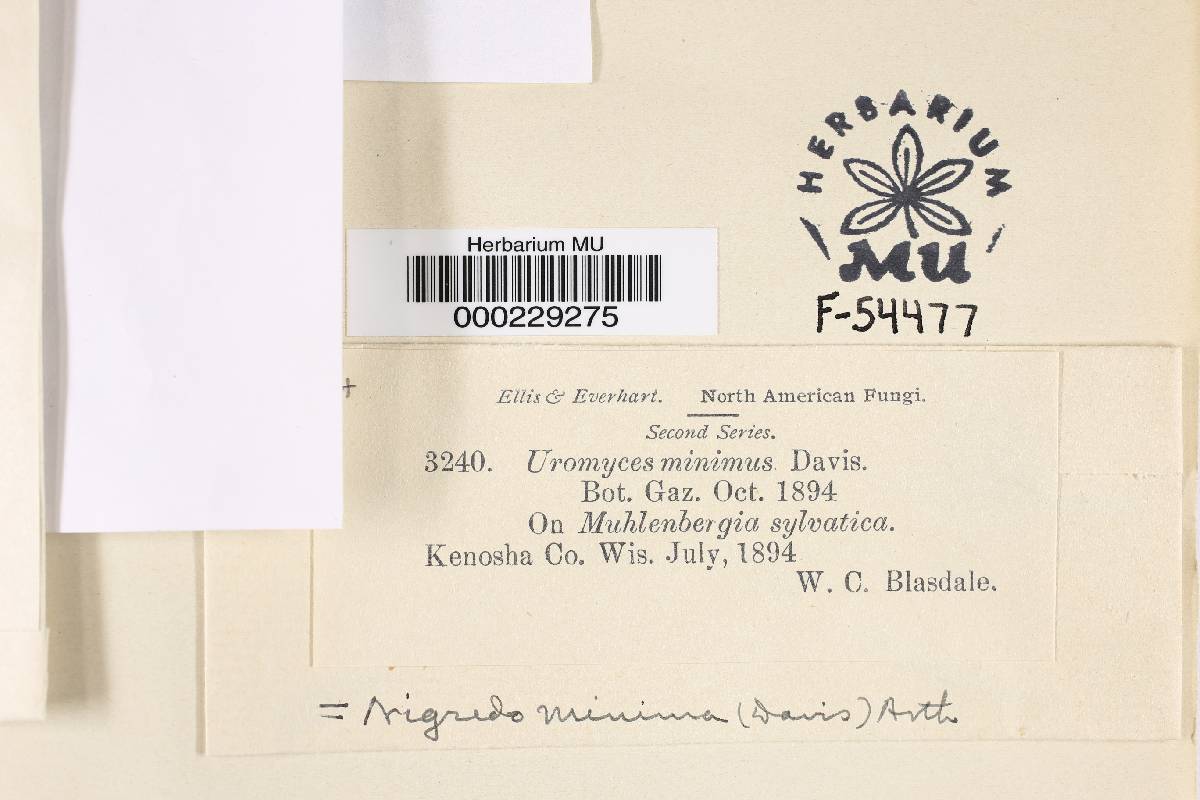 HERBARIUM
MU
F-54477
Herbarium MU
000229275
+
Ellis & Everhart. North American Fungi.
Second Series.
3240. Uromyces minimus Davis.
Bot. Gaz. Oct. 1894
On Muhlenbergia sylvatica.
Kenosha Co. Wis. July, 1894
W. C. Blasdale.
= Nigredo minima (Davis) Arth